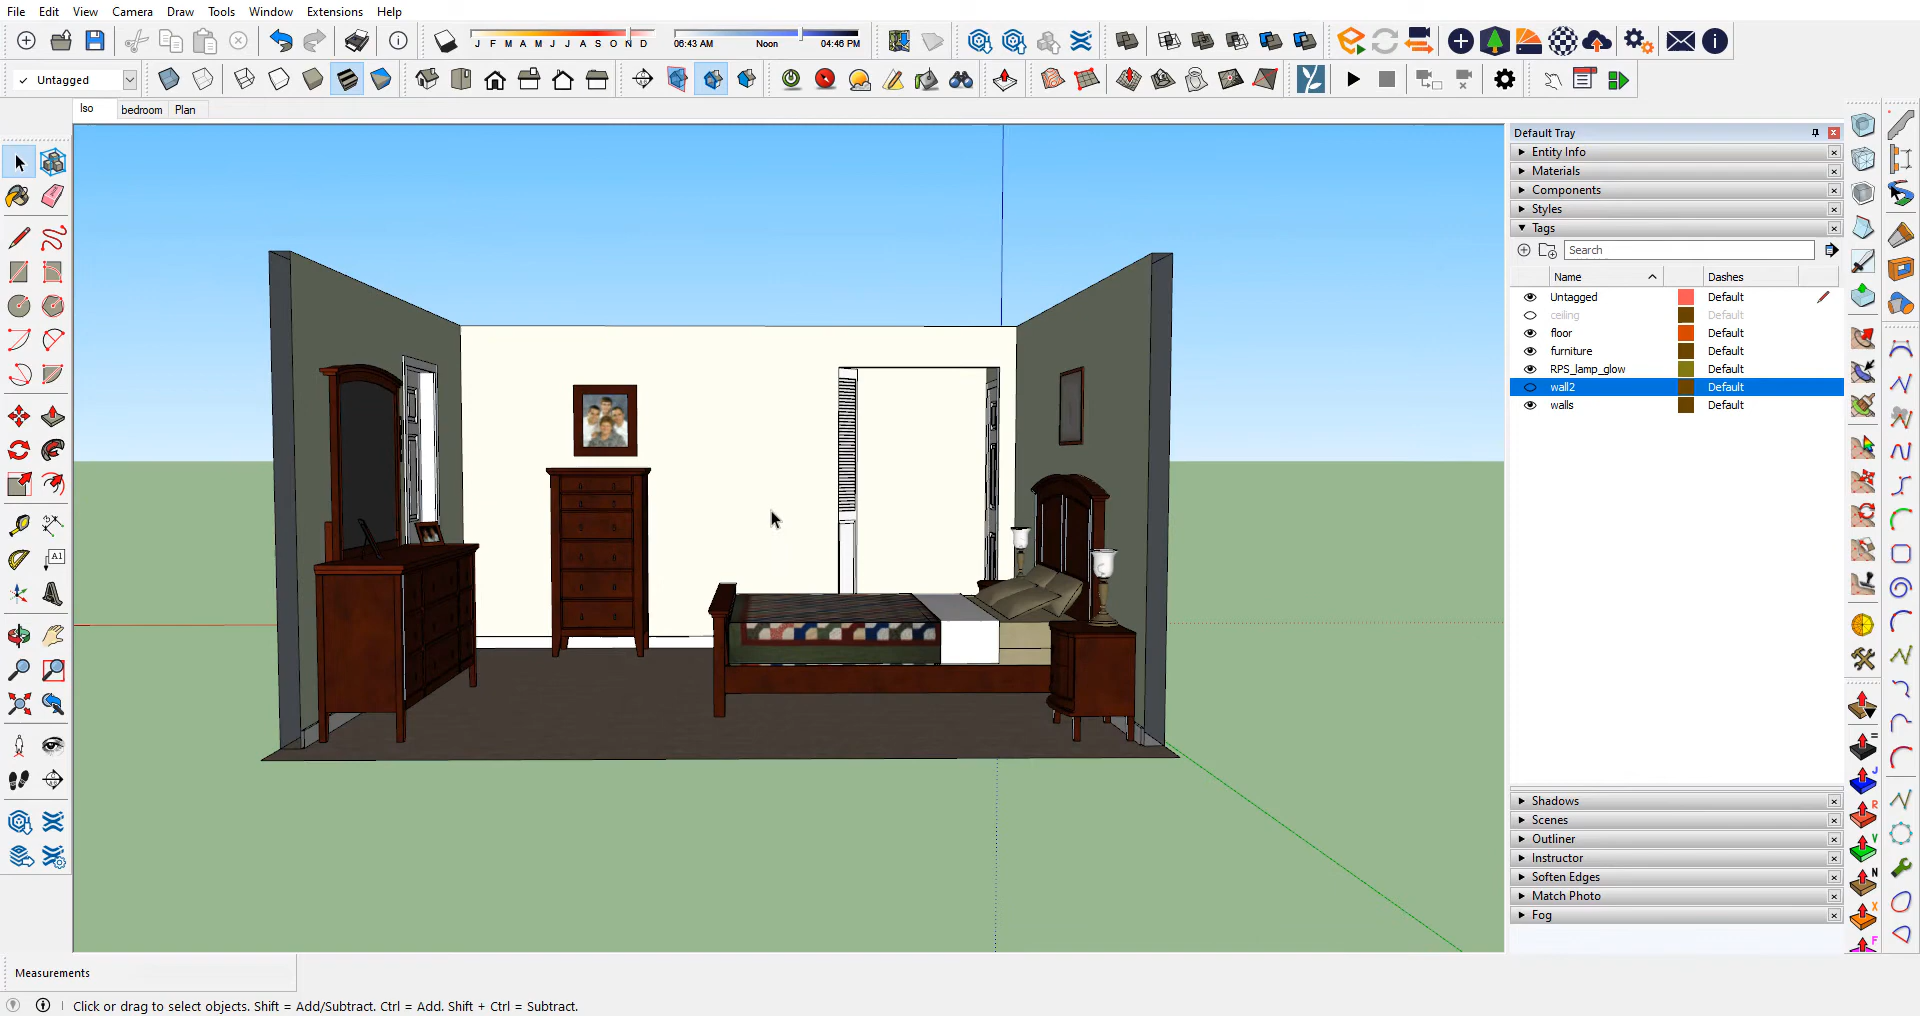 File Edit View Camera Draw Tools Window Extensions Help
J F M A M J J A S O N D
06:43 AM Noon 04:46 PM
✓ Untagged
Iso bedroom Plan
Default Tray
Entity Info
Materials
Components
Styles
Tags
Search
Name Dashes
Untagged Default
ceiling Default
floor Default
furniture Default
RPS_lamp_glow Default
wall2 Default
walls Default
Shadows
Scenes
Outliner
Instructor
Soften Edges
Match Photo
Fog
A1
J
R
V
N
X
F
Measurements
Click or drag to select objects. Shift = Add/Subtract. Ctrl = Add. Shift + Ctrl = Subtract.